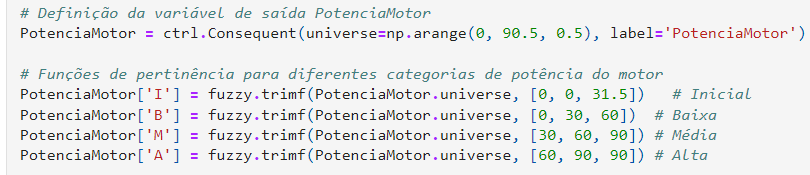 # Definição da variável de saída PotenciaMotor
PotenciaMotor = ctrl.Consequent(universe=np.arange(0, 90.5, 0.5), label='PotenciaMotor')
# Funções de pertinência para diferentes categorias de potência do motor
PotenciaMotor['I'] = fuzzy.trimf(PotenciaMotor.universe, [0, 0, 31.5])   # Inicial
PotenciaMotor['B'] = fuzzy.trimf(PotenciaMotor.universe, [0, 30, 60])  # Baixa
PotenciaMotor['M'] = fuzzy.trimf(PotenciaMotor.universe, [30, 60, 90]) # Média
PotenciaMotor['A'] = fuzzy.trimf(PotenciaMotor.universe, [60, 90, 90]) # Alta